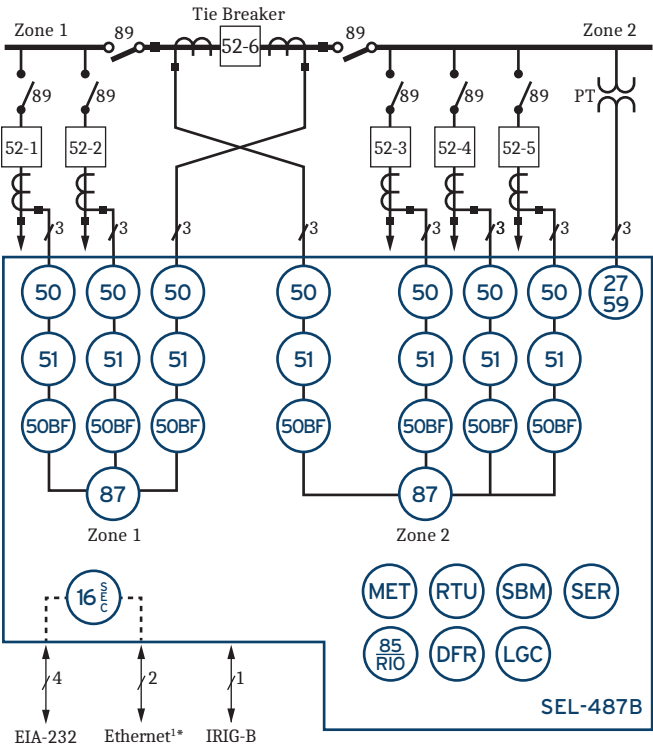 Tie Breaker
Zone 1 89 52-6 89 Zone 2
89 89 89 89 89 PT
52-1 52-2 52-3 52-4 52-5
3 3 3 3 3 3 3 3
50 50 50 50 50 50 50 27
59
51 51 51 51 51 51 51
50BF 50BF 50BF 50BF 50BF 50BF 50BF
87 87
Zone 1 Zone 2
16 SEC
MET RTU SBM SER
85
RIO DFR LGC
4 2 1
SEL-487B
EIA-232 Ethernet¹* IRIG-B